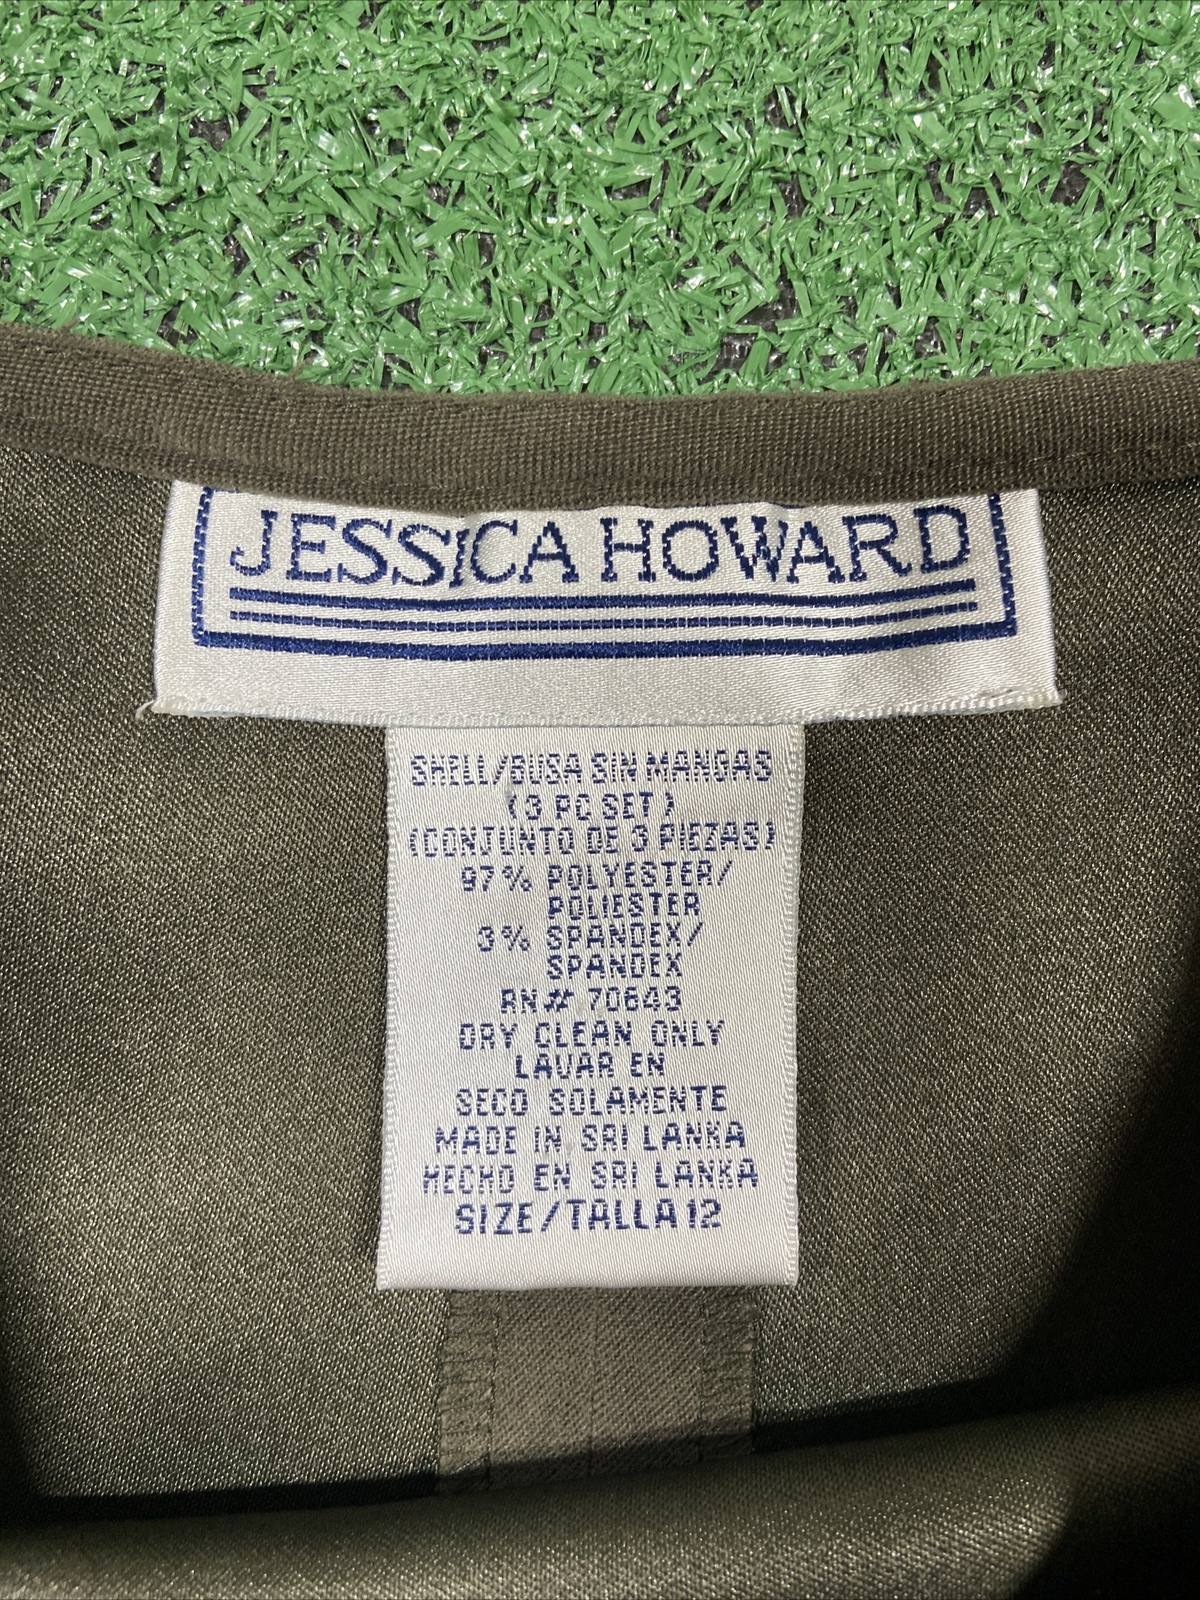 JESSICA HOWARD
SHELL/BUSA SIN MANGAS
(3 PC SET)
(CONJUNTO DE 3 PIEZAS)
97% POLYESTER/
POLIESTER
3% SPANDEX/
SPANDEX
RN# 70643
DRY CLEAN ONLY
LAVAR EN
SECO SOLAMENTE
MADE IN SRI LANKA
HECHO EN SRI LANKA
SIZE/TALLA 12